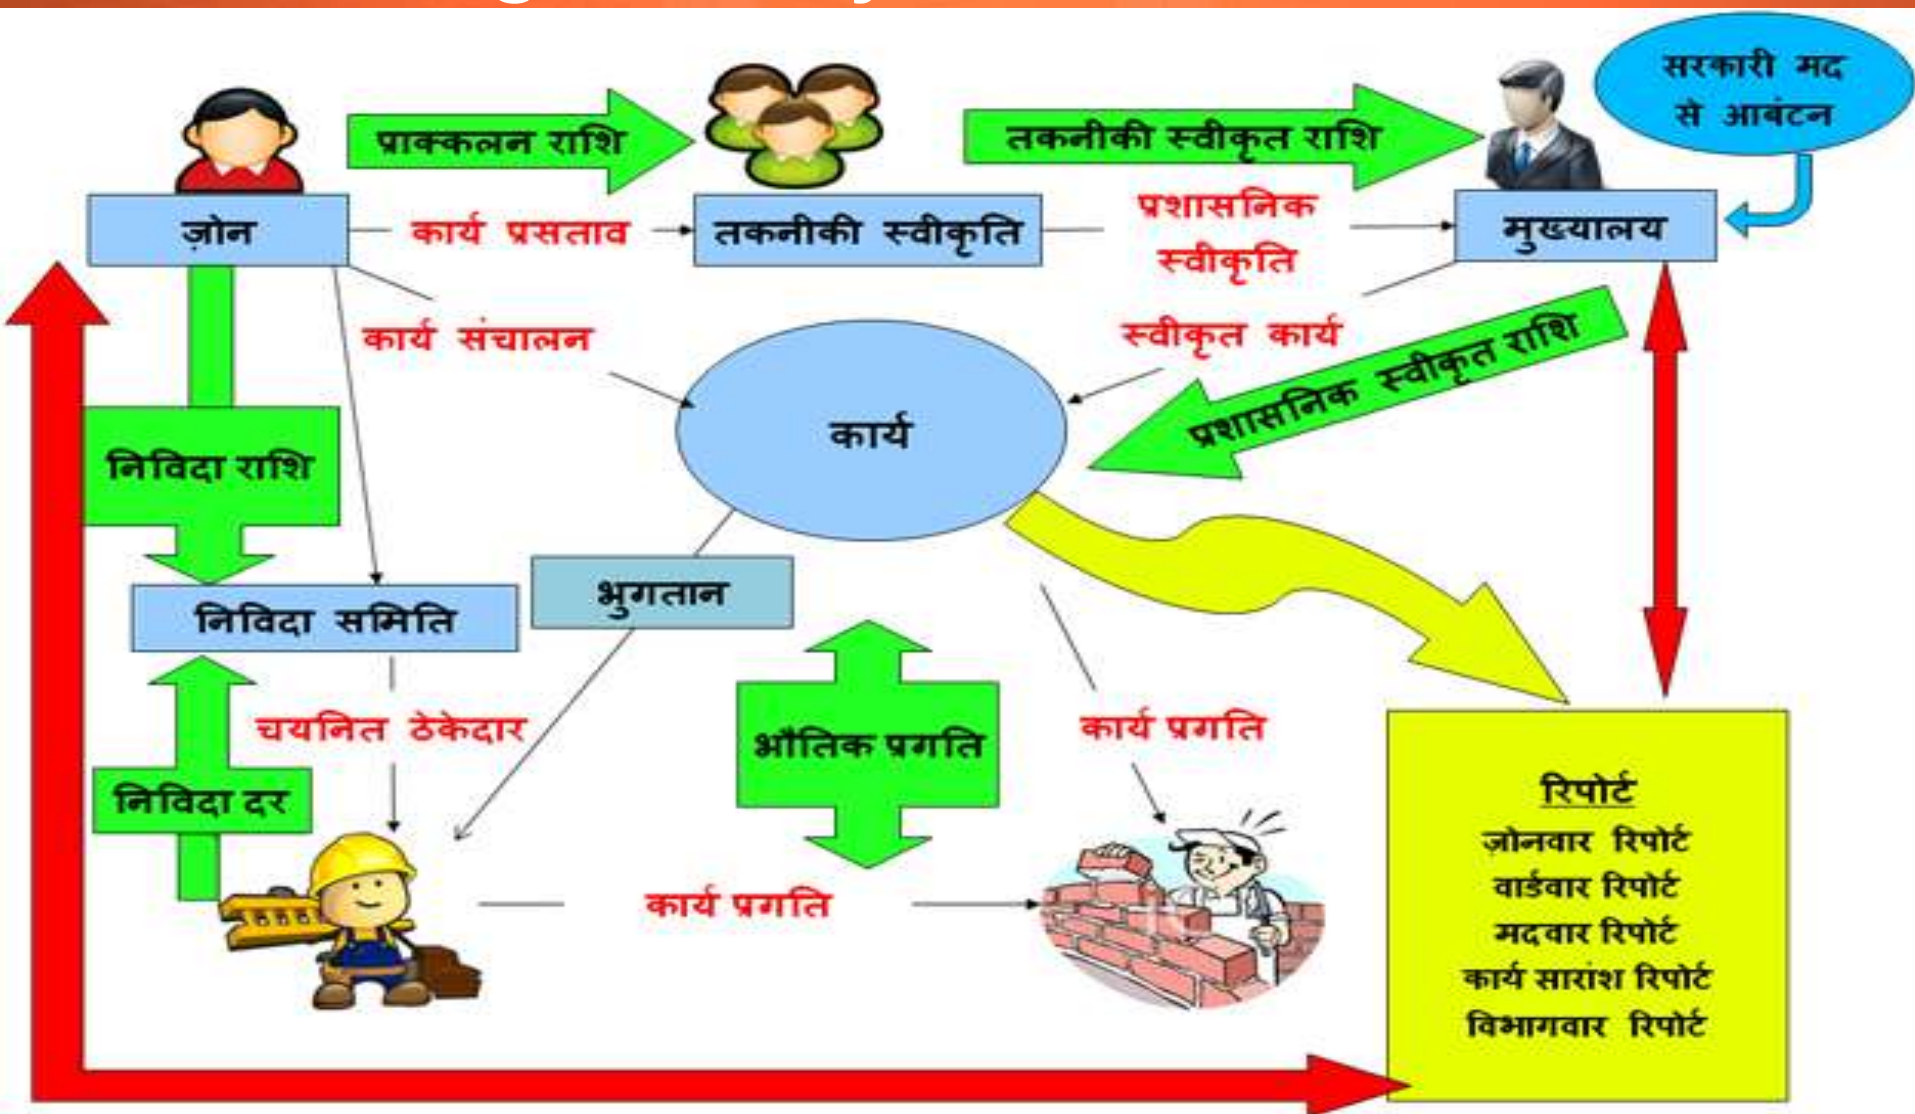 सरकारी मद
से आबंटन
प्राक्कलन राशि
तकनीकी स्वीकृत राशि
ज़ोन
कार्य प्रसताव
तकनीकी स्वीकृति
प्रशासनिक
स्वीकृति
मुख्यालय
कार्य संचालन
स्वीकृत कार्य
प्रशासनिक स्वीकृत राशि
कार्य
निविदा राशि
निविदा समिति
भुगतान
चयनित ठेकेदार
भौतिक प्रगति
कार्य प्रगति
निविदा दर
कार्य प्रगति
रिपोर्ट
ज़ोनवार रिपोर्ट
वार्डवार रिपोर्ट
मदवार रिपोर्ट
कार्य सारांश रिपोर्ट
विभागवार रिपोर्ट